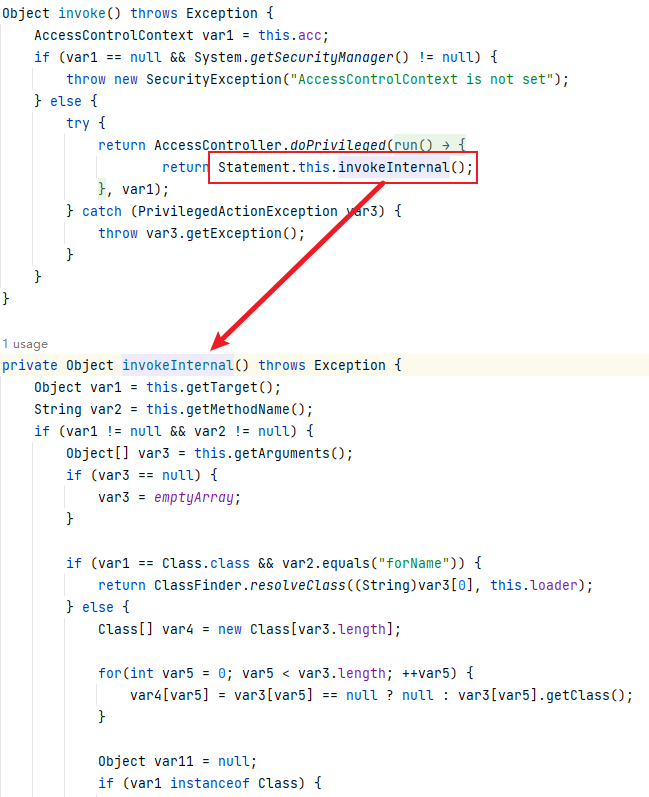 Object invoke() throws Exception {
    AccessControlContext var1 = this.acc;
    if (var1 == null && System.getSecurityManager() != null) {
        throw new SecurityException("AccessControlContext is not set");
    } else {
        try {
            return AccessController.doPrivileged(run() → {
                    return Statement.this.invokeInternal();
            }, var1);
        } catch (PrivilegedActionException var3) {
            throw var3.getException();
        }
    }
}
1 usage
private Object invokeInternal() throws Exception {
    Object var1 = this.getTarget();
    String var2 = this.getMethodName();
    if (var1 != null && var2 != null) {
        Object[] var3 = this.getArguments();
        if (var3 == null) {
            var3 = emptyArray;
        }
        if (var1 == Class.class && var2.equals("forName")) {
            return ClassFinder.resolveClass((String)var3[0], this.loader);
        } else {
            Class[] var4 = new Class[var3.length];
            for(int var5 = 0; var5 < var3.length; ++var5) {
                var4[var5] = var3[var5] == null ? null : var3[var5].getClass();
            }
            Object var11 = null;
            if (var1 instanceof Class) {